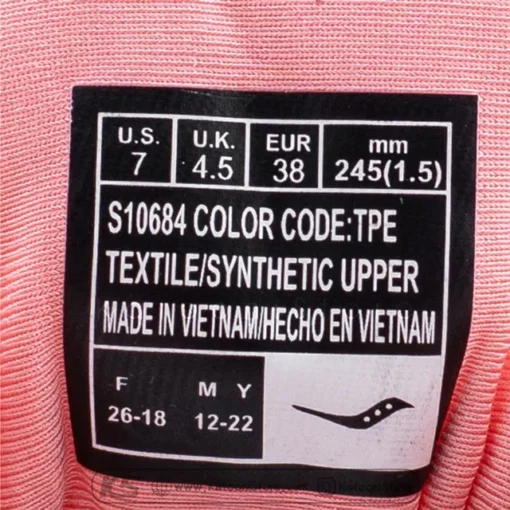 U.S. U.K. EUR mm
7 4.5 38 245(1.5)
S10684 COLOR CODE:TPE
TEXTILE/SYNTHETIC UPPER
MADE IN VIETNAM/HECHO EN VIETNAM
F M Y
26-18 12-22
KS